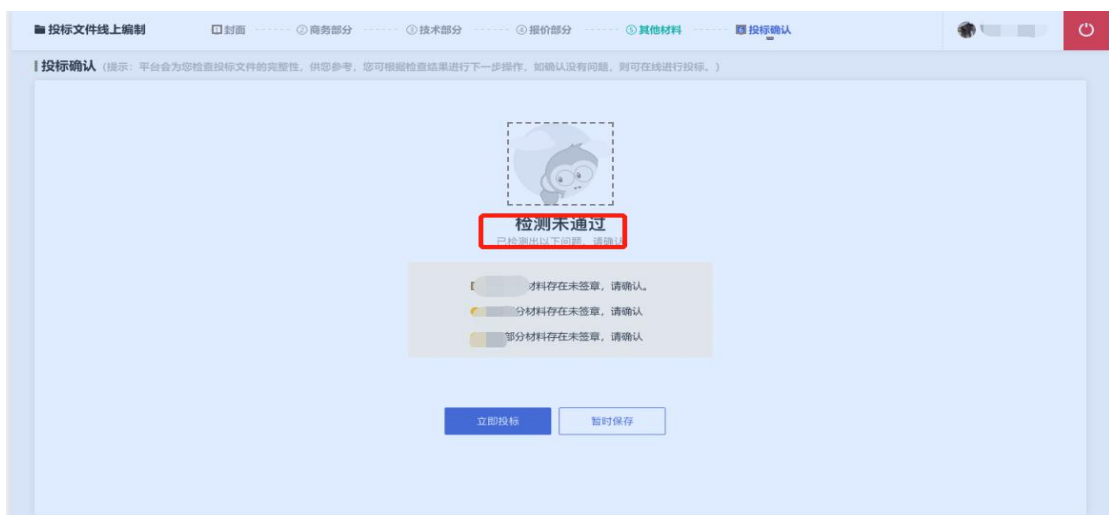 投标文件线上编制 1封面 ------ ②商务部分 ------ ③技术部分 ------ ④报价部分 ------ ⑤其他材料 ------ 投标确认
投标确认（提示：平台会为您检查投标文件的完整性，供您参考，您可根据检查结果进行下一步操作，如确认没有问题，则可在线进行投标。）
检测未通过
已检测出以下问题，请确认
材料存在未签章，请确认。
分材料存在未签章，请确认
部分材料存在未签章，请确认
立即投标 暂时保存